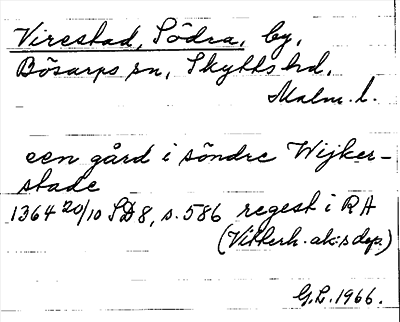 Virestad, Södra, by,
Bösarps sn, Skytts hd,
Malm. l.
een gård i söndre Wijker-
stade
1364 20/10 SD 8, s. 586 regest i RA
(Vitterh. ak:s dep.)
G.L. 1966.